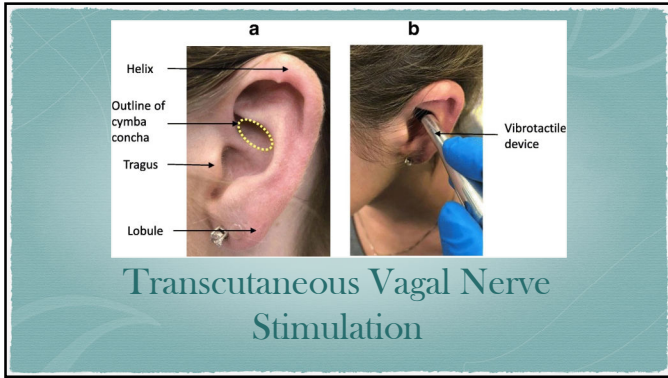 a
b
Helix
Outline of
cymba
concha
Tragus
Lobule
Vibrotactile
device
Transcutaneous Vagal Nerve
Stimulation